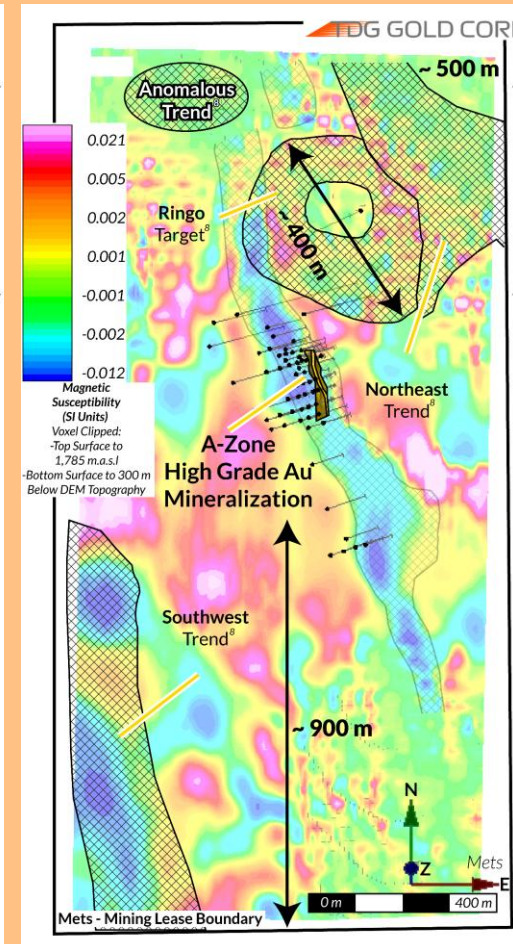 TDG GOLD CORP
~ 500 m
Anomalous
Trend⁸
0.021
0.005
0.002
0.001
-0.001
-0.002
-0.012
Magnetic
Susceptibility
(SI Units)
Voxel Clipped:
-Top Surface to
1,785 m.a.s.l
-Bottom Surface to 300 m
Below DEM Topography
Ringo
Target⁸
~ 400 m
Northeast
Trend⁸
A-Zone
High Grade Au
Mineralization
Southwest
Trend⁸
~ 900 m
N
Z
E
Mets
0 m
400 m
Mets - Mining Lease Boundary